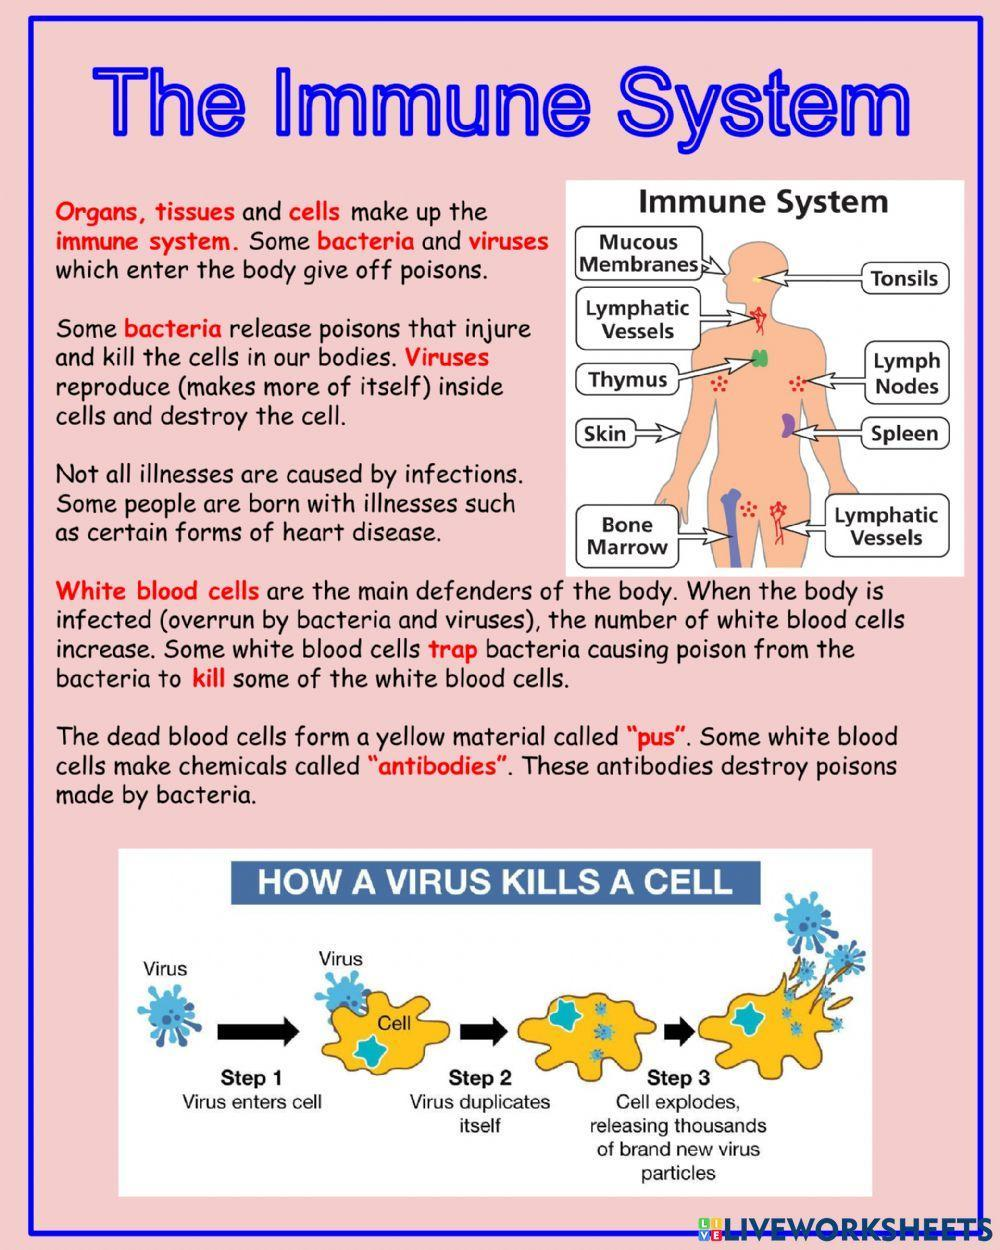 The Immune System
Organs, tissues and cells make up the
immune system. Some bacteria and viruses
which enter the body give off poisons.
Some bacteria release poisons that injure
and kill the cells in our bodies. Viruses
reproduce (makes more of itself) inside
cells and destroy the cell.
Not all illnesses are caused by infections.
Some people are born with illnesses such
as certain forms of heart disease.
Immune System
Mucous
Membranes
Tonsils
Lymphatic
Vessels
Thymus
Lymph
Nodes
Skin
Spleen
Bone
Marrow
Lymphatic
Vessels
White blood cells are the main defenders of the body. When the body is
infected (overrun by bacteria and viruses), the number of white blood cells
increase. Some white blood cells trap bacteria causing poison from the
bacteria to kill some of the white blood cells.
The dead blood cells form a yellow material called “pus”. Some white blood
cells make chemicals called “antibodies”. These antibodies destroy poisons
made by bacteria.
HOW A VIRUS KILLS A CELL
Virus
Virus
Cell
Step 1
Virus enters cell
Step 2
Virus duplicates
itself
Step 3
Cell explodes,
releasing thousands
of brand new virus
particles
LIVE LIVEWORKSHEETS